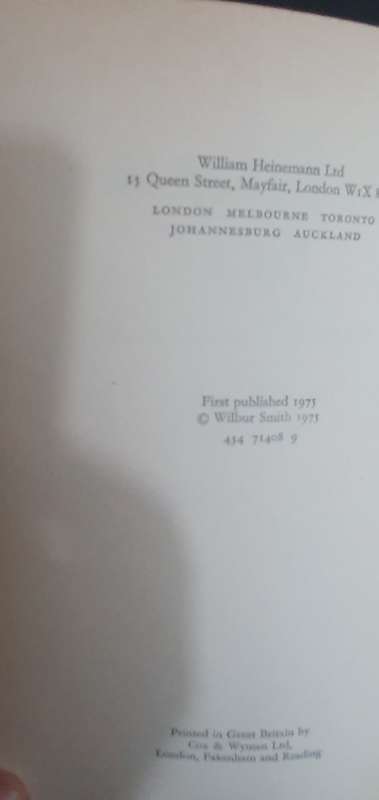 William Heinemann Ltd
15 Queen Street, Mayfair, London W1X
LONDON MELBOURNE TORONTO
JOHANNESBURG AUCKLAND
First published 1975
© Wilbur Smith 1975
434 71408 9
Printed in Great Britain by
Cox & Wyman Ltd,
London, Fakenham and Reading